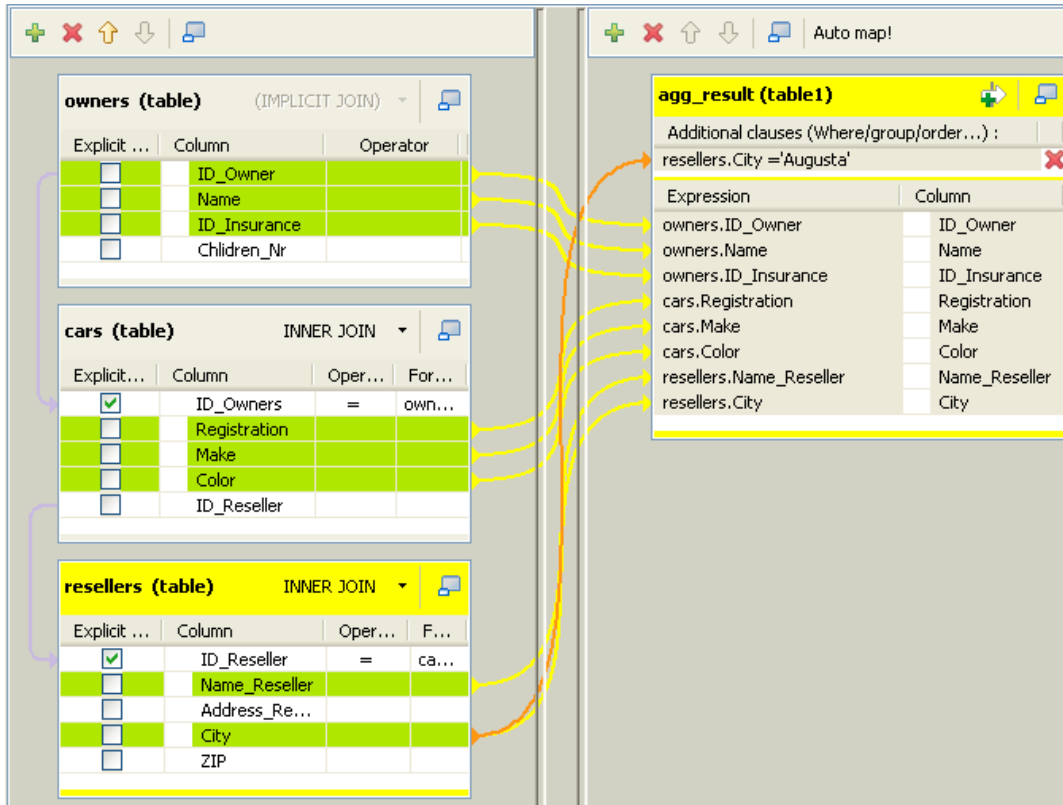 Auto map!
owners (table) (IMPLICIT JOIN)
Explicit ... Column Operator
ID_Owner
Name
ID_Insurance
Children_Nr
cars (table) INNER JOIN
Explicit... Column Oper... For...
ID_Owners = own...
Registration
Make
Color
ID_Reseller
resellers (table) INNER JOIN
Explicit ... Column Oper... F...
ID_Reseller = ca...
Name_Reseller
Address_Re...
City
ZIP
agg_result (table1)
Additional clauses (Where/group/order...) :
resellers.City ='Augusta'
Expression Column
owners.ID_Owner ID_Owner
owners.Name Name
owners.ID_Insurance ID_Insurance
cars.Registration Registration
cars.Make Make
cars.Color Color
resellers.Name_Reseller Name_Reseller
resellers.City City